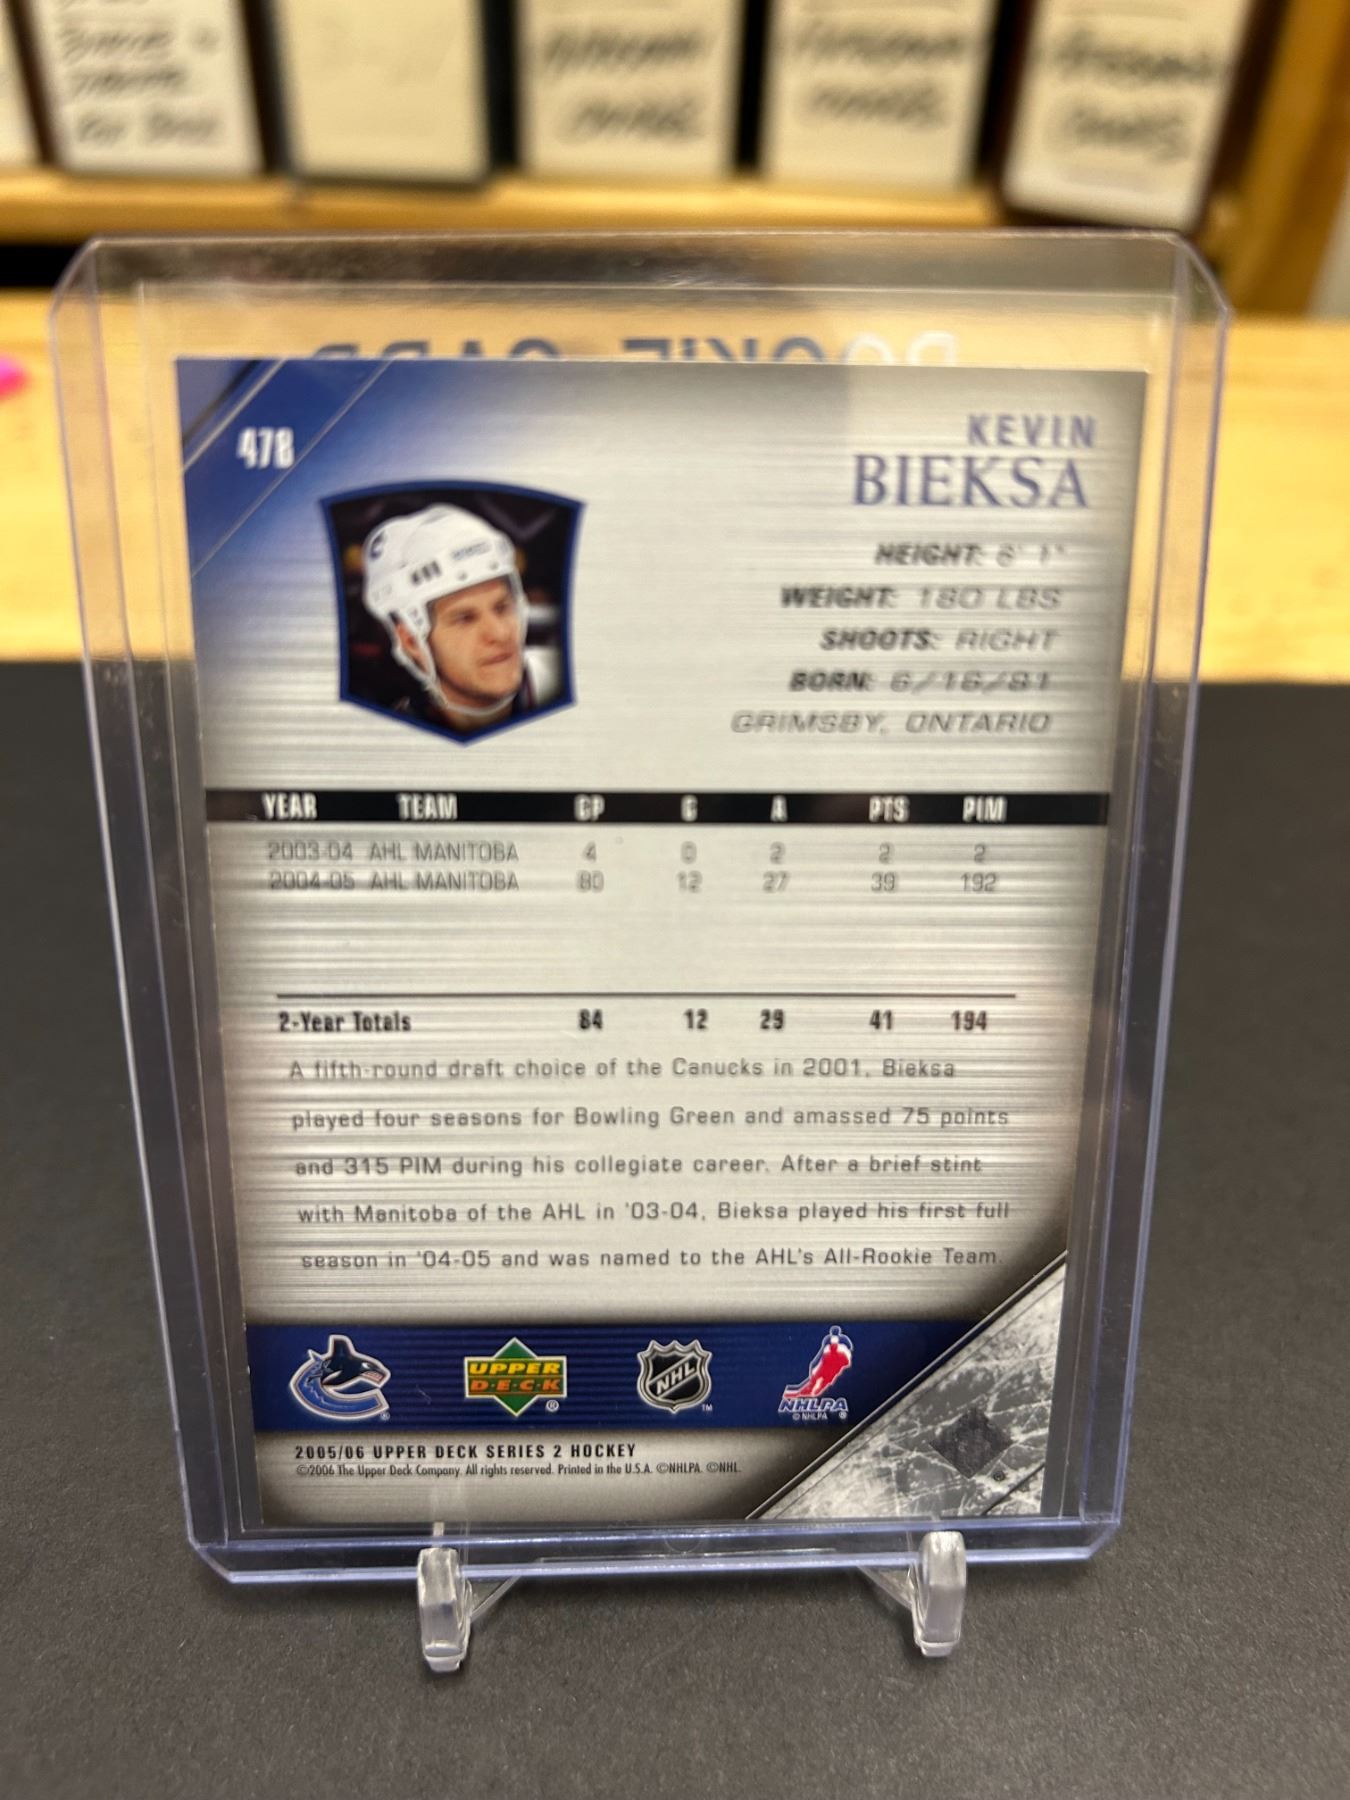 ROOKIE CARD
478
KEVIN
BIEKSA
HEIGHT: 6' 1"
WEIGHT: 180 LBS
SHOOTS: RIGHT
BORN: 6/16/81
GRIMSBY, ONTARIO
YEAR TEAM GP G A PTS PIM
2003-04 AHL MANITOBA 4 0 2 2 2
2004-05 AHL MANITOBA 80 12 27 39 192
2-Year Totals 84 12 29 41 194
A fifth-round draft choice of the Canucks in 2001, Bieksa
played four seasons for Bowling Green and amassed 75 points
and 315 PIM during his collegiate career. After a brief stint
with Manitoba of the AHL in '03-04, Bieksa played his first full
season in '04-05 and was named to the AHL's All-Rookie Team.
UPPER
D·E·C·K
®
NHL
TM
NHLPA
© NHLPA ®
2005/06 UPPER DECK SERIES 2 HOCKEY
©2006 The Upper Deck Company. All rights reserved. Printed in the U.S.A. ©NHLPA. ©NHL.